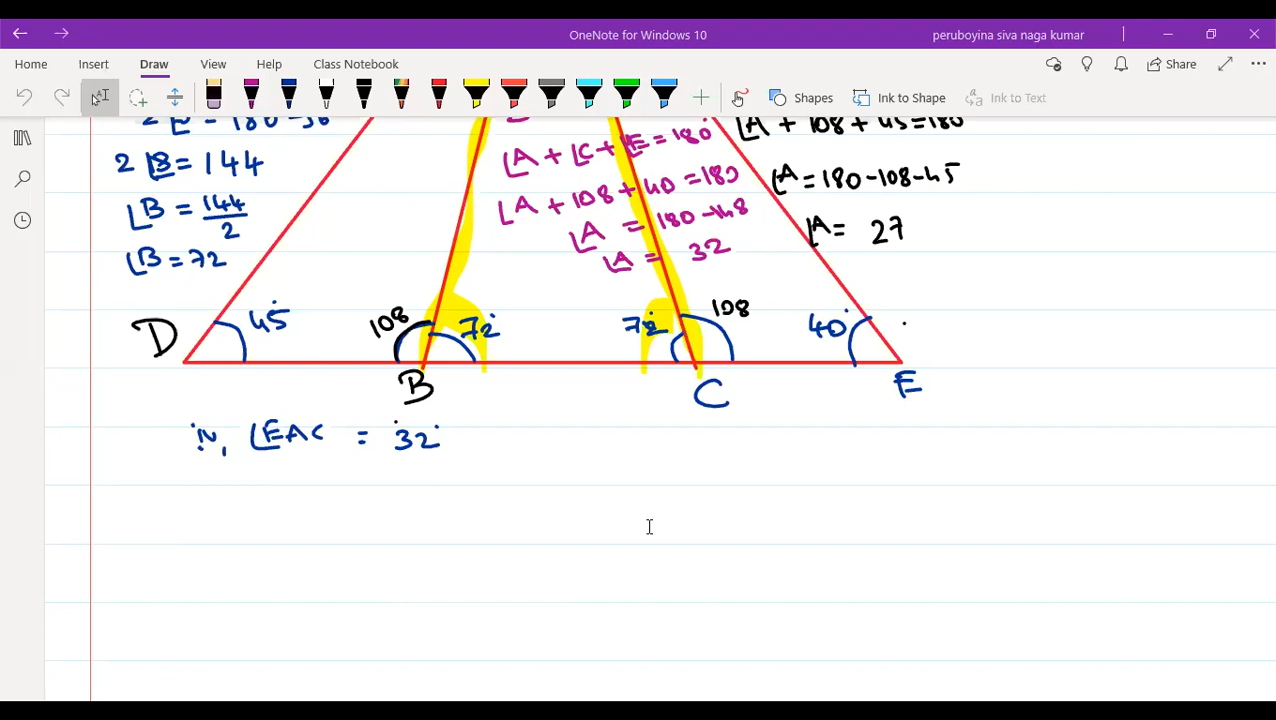 OneNote for Windows 10
peruboyina siva naga kumar
Home Insert Draw View Help Class Notebook
Share
Shapes Ink to Shape Ink to Text
2 ∠B = 144
∠B = 144/2
∠B = 72
∠A + ∠C + ∠E = 180
∠A + 108 + 40 = 180
∠A = 180-148
∠A = 32
∠A + 108 + 45 = 180
∠A = 180-108-45
∠A = 27
D 45° 108 72° 72° 108 40°
B C E
iv, ∠EAC = 32°